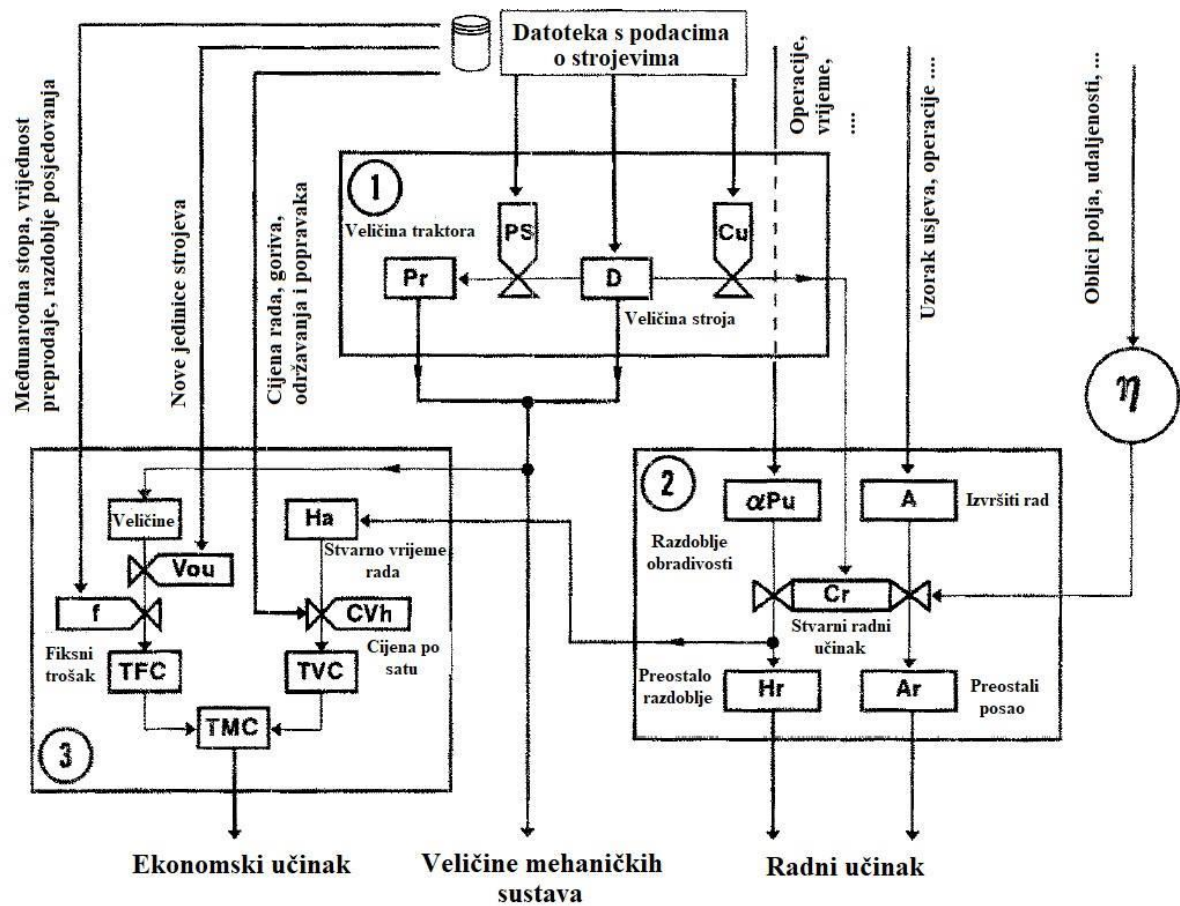 Datoteka s podacima
o strojevima
Međunarodna stopa, vrijednost
preprodaje, razdoblje posjedovanja
Nove jedinice strojeva
Cijena rada, goriva,
održavanja i popravaka
Operacije,
vrijeme,
....
Uzorak usjeva, operacije ....
Oblici polja, udaljenosti, ...
1
Veličina traktora
PS
Cu
Pr
D
Veličina stroja
η
2
αPu
A
Izvršiti rad
Razdoblje
obradivosti
Cr
Stvarni radni
učinak
Preostalo
razdoblje
Hr
Ar
Preostali
posao
Veličine
Ha
Stvarno vrijeme
rada
Vou
f
CVh
Fiksni
trošak
Cijena po
satu
TFC
TVC
TMC
3
Ekonomski učinak
Veličine mehaničkih
sustava
Radni učinak